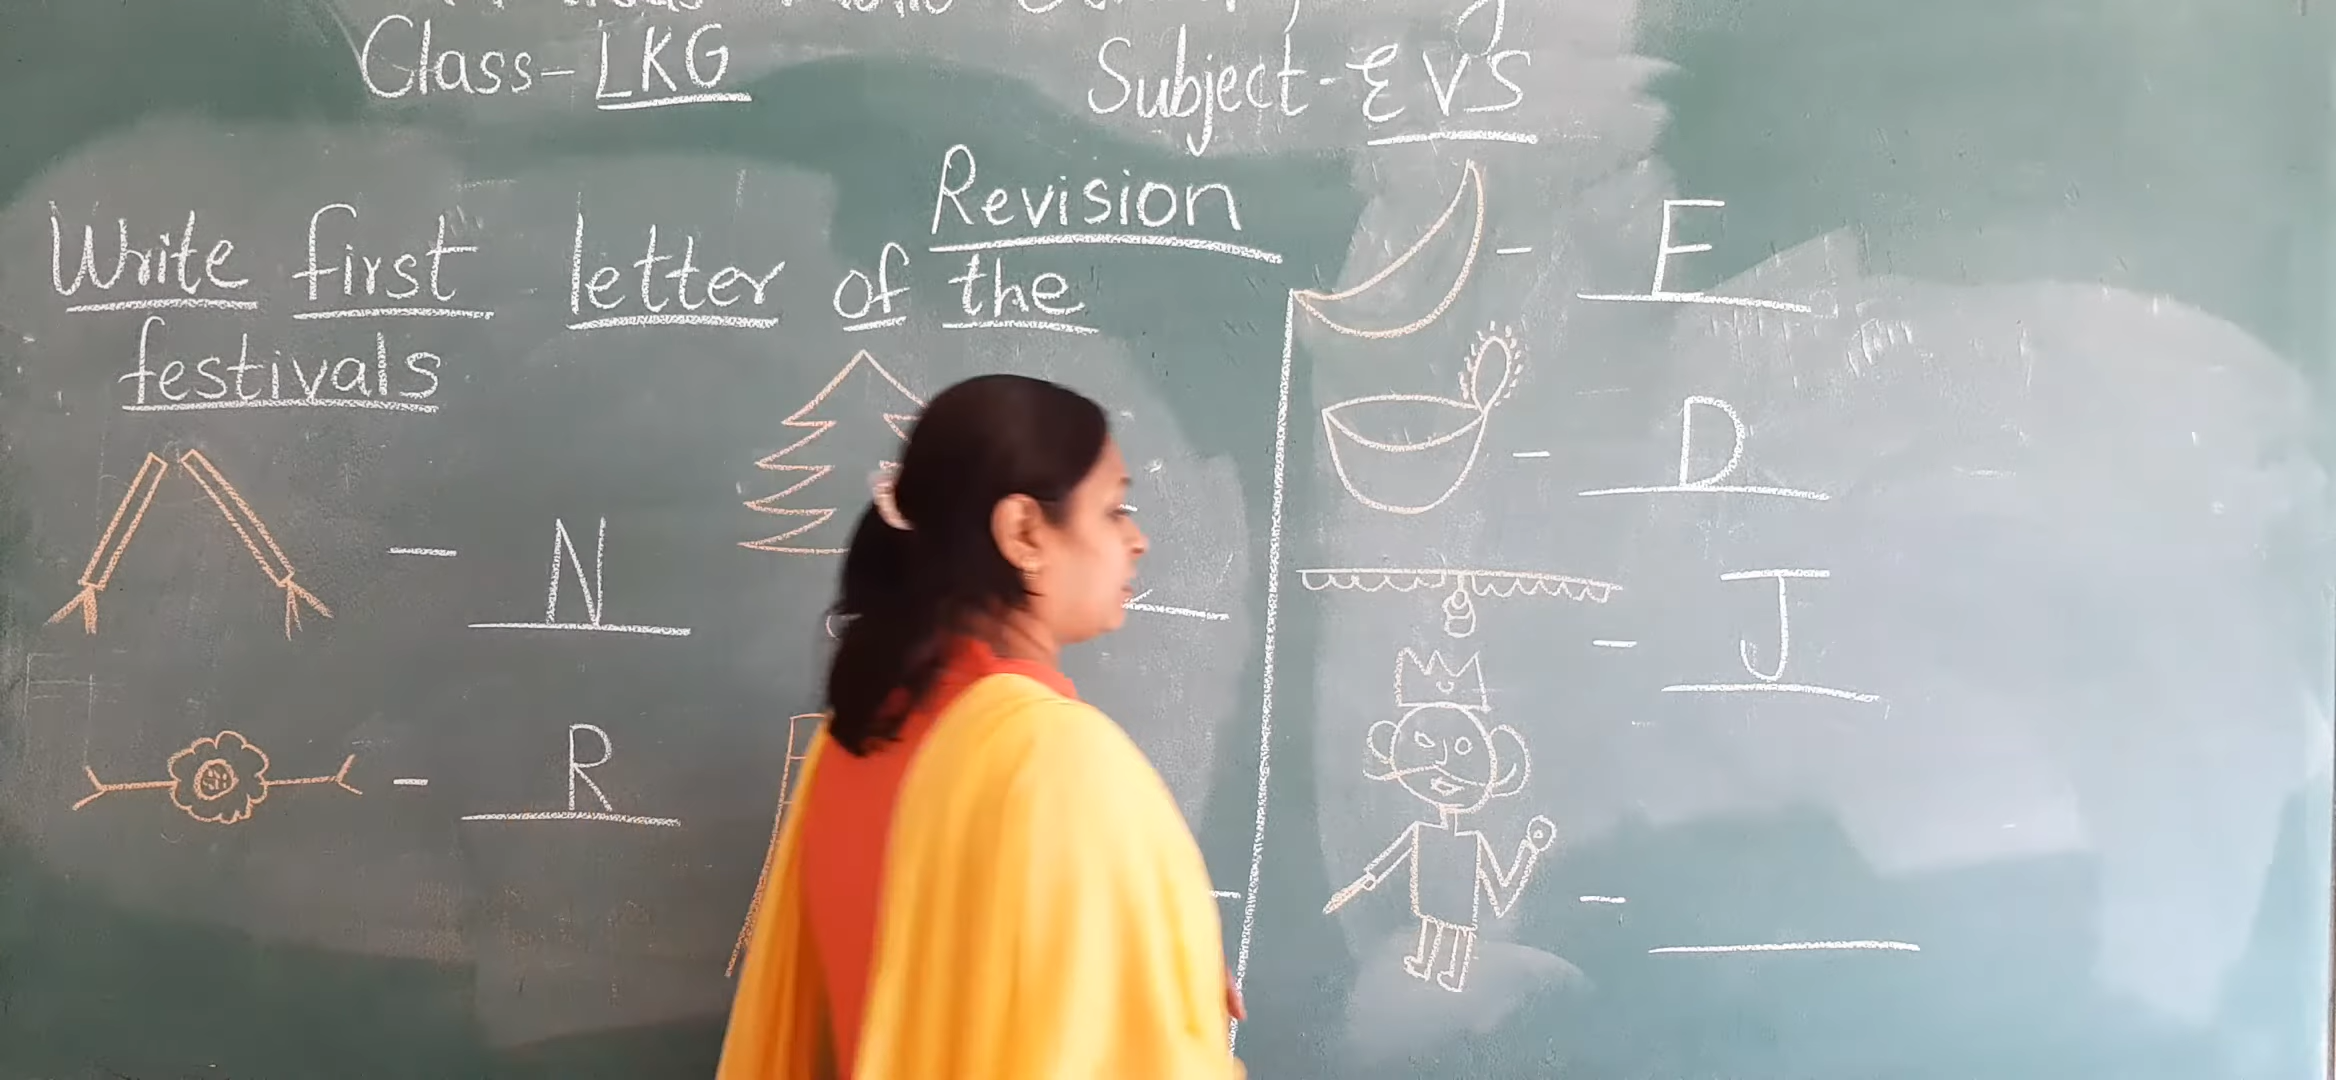 Class-LKG
Subject-EVS
Revision
Write first letter of the
festivals
- N
- R
- E
- D
- J
-